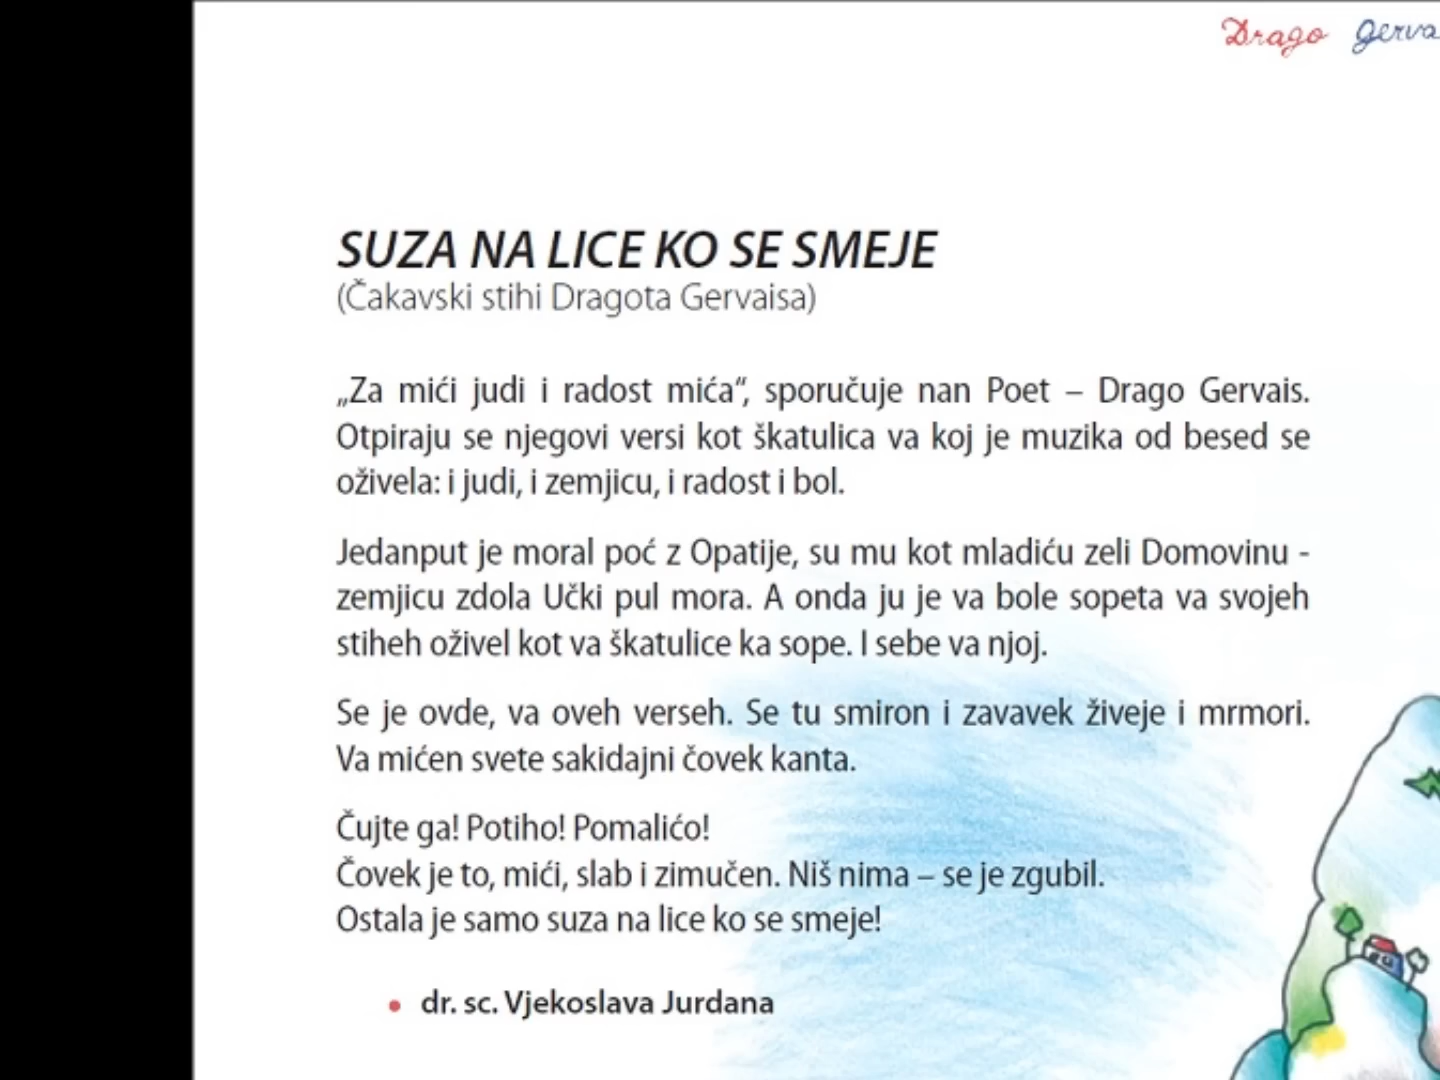 Drago
SUZA NA LICE KO SE SMEJE
(Čakavski stihi Dragota Gervaisa)
„Za mići judi i radost mića“, sporučuje nan Poet – Drago Gervais.
Otpiraju se njegovi versi kot škatulica va koj je muzika od besed se
oživela: i judi, i zemjicu, i radost i bol.
Jedanput je moral poć z Opatije, su mu kot mladiću zeli Domovinu -
zemjicu zdola Učki pul mora. A onda ju je va bole sopeta va svojeh
stiheh oživel kot va škatulice ka sope. I sebe va njoj.
Se je ovde, va oveh verseh. Se tu smiron i zavavek živeje i mrmori.
Va mićen svete sakidajni čovek kanta.
Čujte ga! Potiho! Pomalićo!
Čovek je to, mići, slab i zimučen. Niš nima – se je zgubil.
Ostala je samo suza na lice ko se smeje!
• dr. sc. Vjekoslava Jurdana